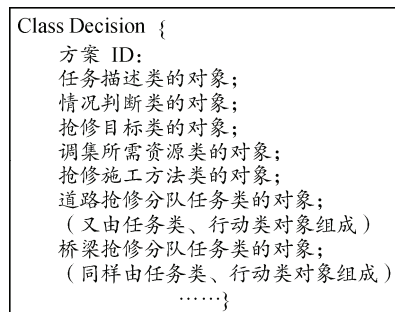 Class Decision {
方案 ID:
任务描述类的对象;
情况判断类的对象;
抢修目标类的对象;
调集所需资源类的对象;
抢修施工方法类的对象;
道路抢修分队任务类的对象;
(又由任务类、行动类对象组成)
桥梁抢修分队任务类的对象;
(同样由任务类、行动类对象组成)
……}